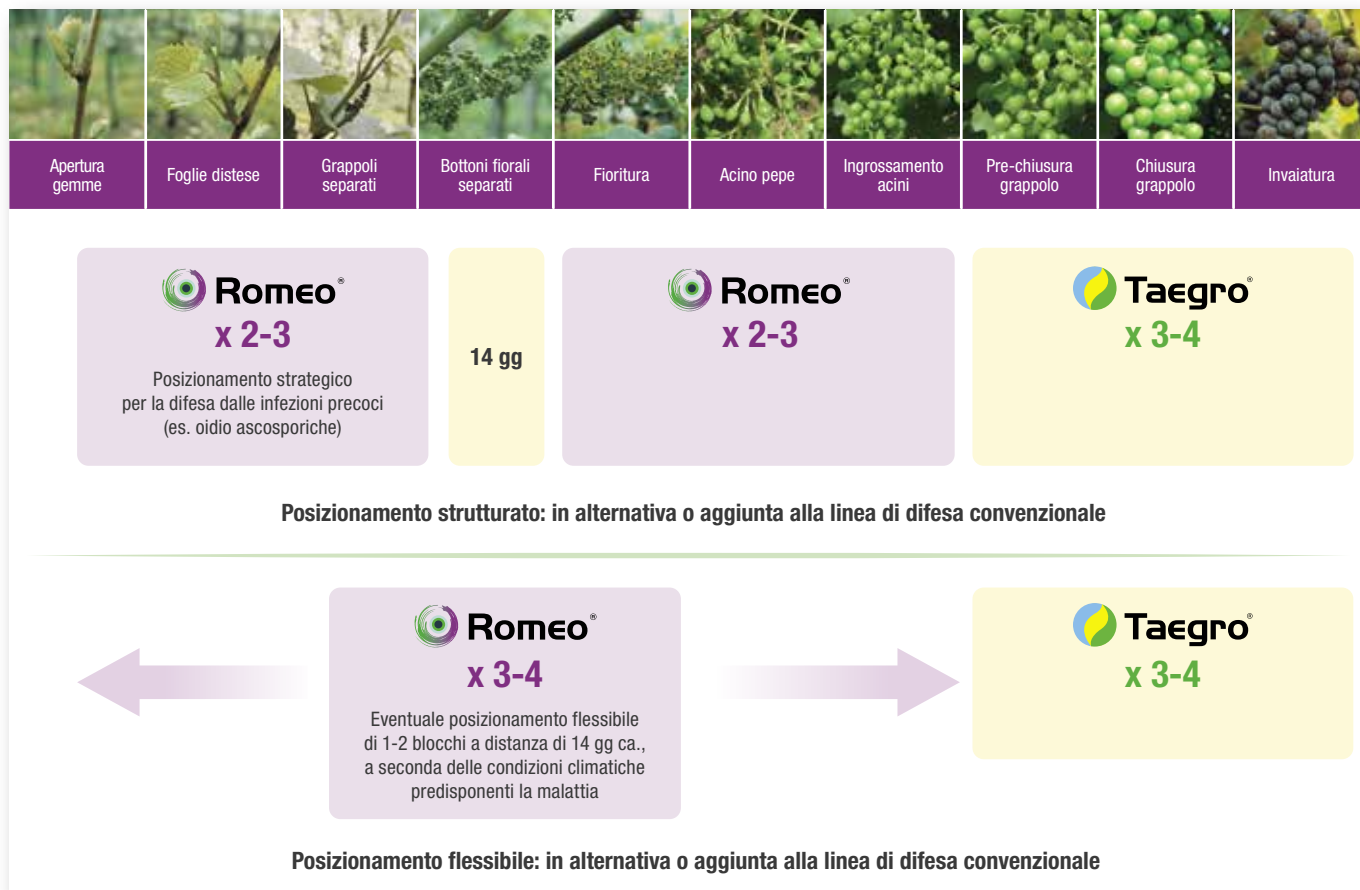 Apertura
gemme
Foglie distese
Grappoli
separati
Bottoni fiorali
separati
Fioritura
Acino pepe
Ingrossamento
acini
Pre-chiusura
grappolo
Chiusura
grappolo
Invaiatura
Romeo®
x 2-3
Posizionamento strategico
per la difesa dalle infezioni precoci
(es. oidio ascosporiche)
14 gg
Romeo®
x 2-3
Taegro®
x 3-4
Posizionamento strutturato: in alternativa o aggiunta alla linea di difesa convenzionale
Romeo®
x 3-4
Eventuale posizionamento flessibile
di 1-2 blocchi a distanza di 14 gg ca.,
a seconda delle condizioni climatiche
predisponenti la malattia
Taegro®
x 3-4
Posizionamento flessibile: in alternativa o aggiunta alla linea di difesa convenzionale